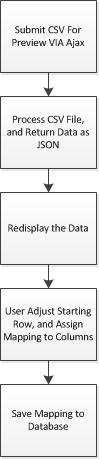 Submit CSV For
Preview VIA Ajax
Process CSV File,
and Return Data as
JSON
Redisplay the Data
User Adjust Starting
Row, and Assign
Mapping to Columns
Save Mapping to
Database